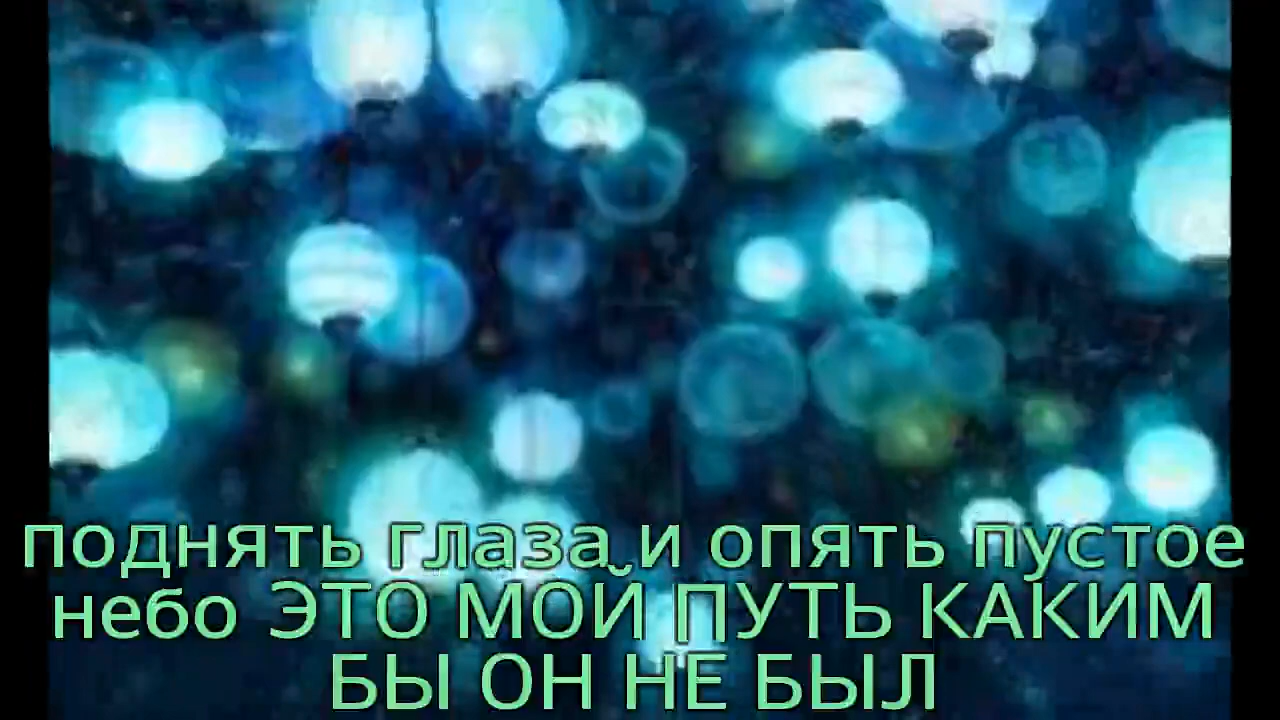 поднять глаза и опять пустое
небо ЭТО МОЙ ПУТЬ КАКИМ
БЫ ОН НЕ БЫЛ